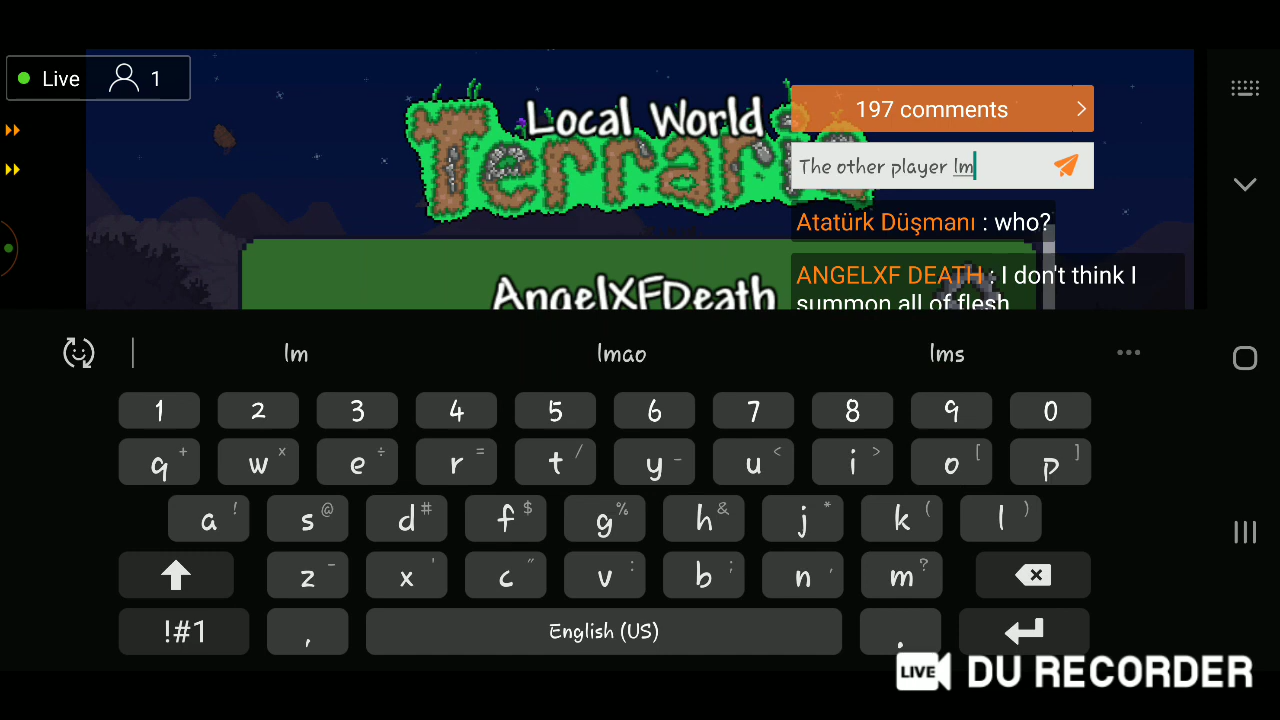 Live 1
Local World
Terraria
197 comments
The other player lm
Atatürk Düşmanı : who?
AngelXFDeath
ANGELXF DEATH : I don't think I
summon all of flesh
lm lmao lms
1 2 3 4 5 6 7 8 9 0
q + w x e ÷ r = t / y _ u < i > o [ p ]
a ! s @ d # f $ g % h & j * k ( l )
z - x ' c " v : b ; n , m ?
!#1 , English (US) .
LIVE DU RECORDER